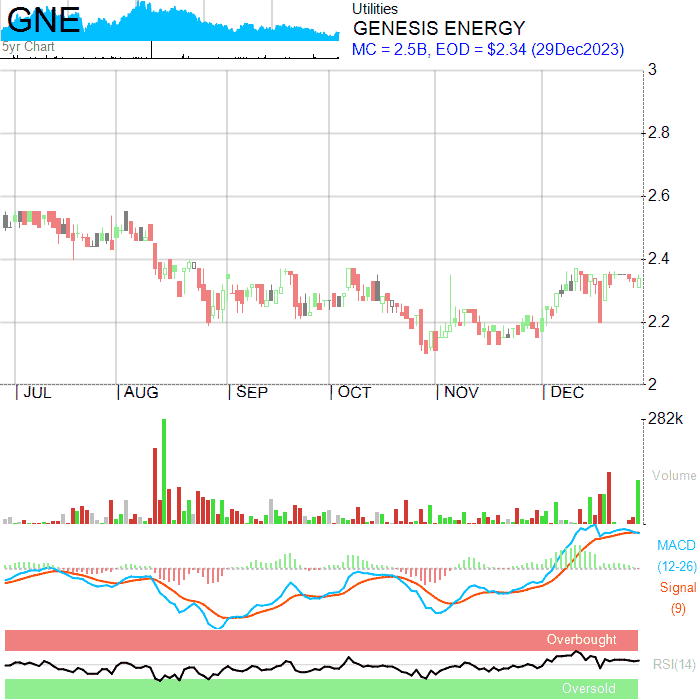 GNE
5yr Chart
Utilities
GENESIS ENERGY
MC = 2.5B, EOD = $2.34 (29Dec2023)
3
2.8
2.6
2.4
2.2
2
JUL AUG SEP OCT NOV DEC
282k
Volume
MACD
(12-26)
Signal
(9)
Overbought
RSI(14)
Oversold